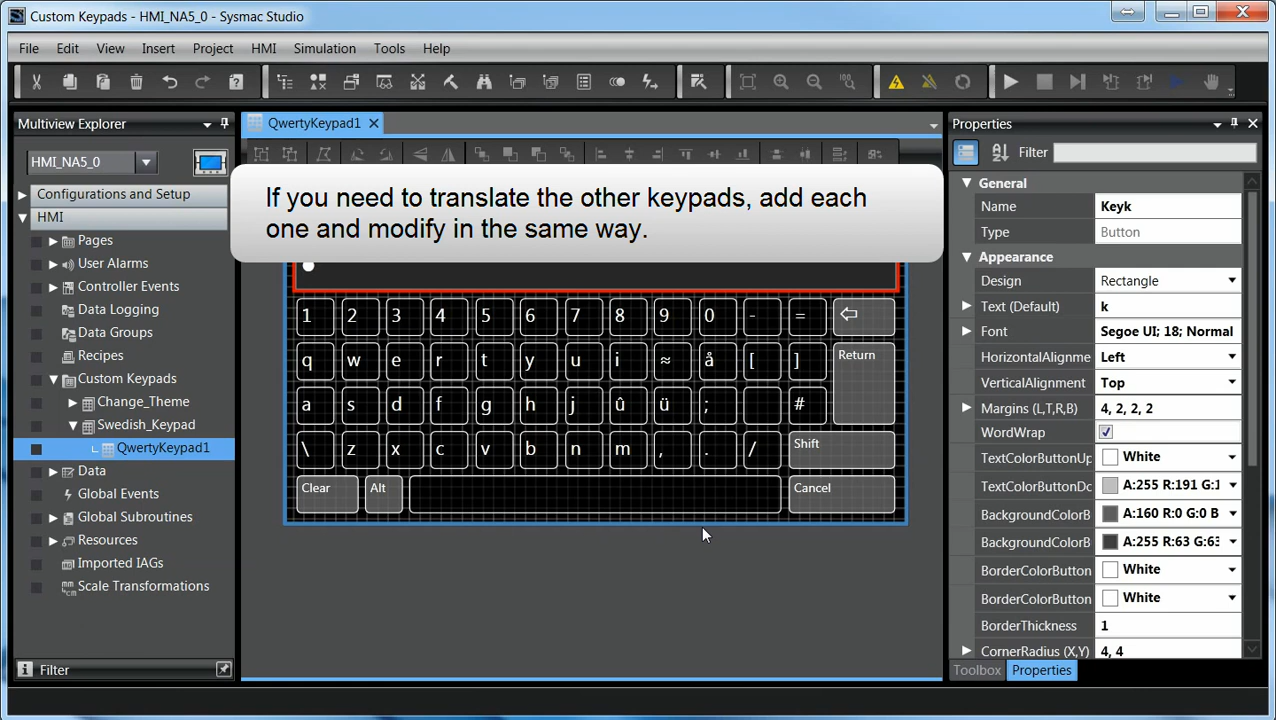 Custom Keypads - HMI_NA5_0 - Sysmac Studio
File Edit View Insert Project HMI Simulation Tools Help
Multiview Explorer
HMI_NA5_0
Configurations and Setup
HMI
Pages
User Alarms
Controller Events
Data Logging
Data Groups
Recipes
Custom Keypads
Change_Theme
Swedish_Keypad
QwertyKeypad1
Data
Global Events
Global Subroutines
Resources
Imported IAGs
Scale Transformations
Filter
QwertyKeypad1
If you need to translate the other keypads, add each
one and modify in the same way.
1 2 3 4 5 6 7 8 9 0 - =
q w e r t y u i ≈ å [ ] Return
a s d f g h j û ü ; #
\ z x c v b n m , . / Shift
Clear Alt Cancel
Properties
Filter
General
Name Keyk
Type Button
Appearance
Design Rectangle
Text (Default) k
Font Segoe UI; 18; Normal
HorizontalAlignme Left
VerticalAlignment Top
Margins (L,T,R,B) 4, 2, 2, 2
WordWrap
TextColorButtonUp White
TextColorButtonDo A:255 R:191 G:1
BackgroundColorB A:160 R:0 G:0 B
BackgroundColorB A:255 R:63 G:63
BorderColorButton White
BorderColorButton White
BorderThickness 1
CornerRadius (X,Y) 4, 4
Toolbox Properties